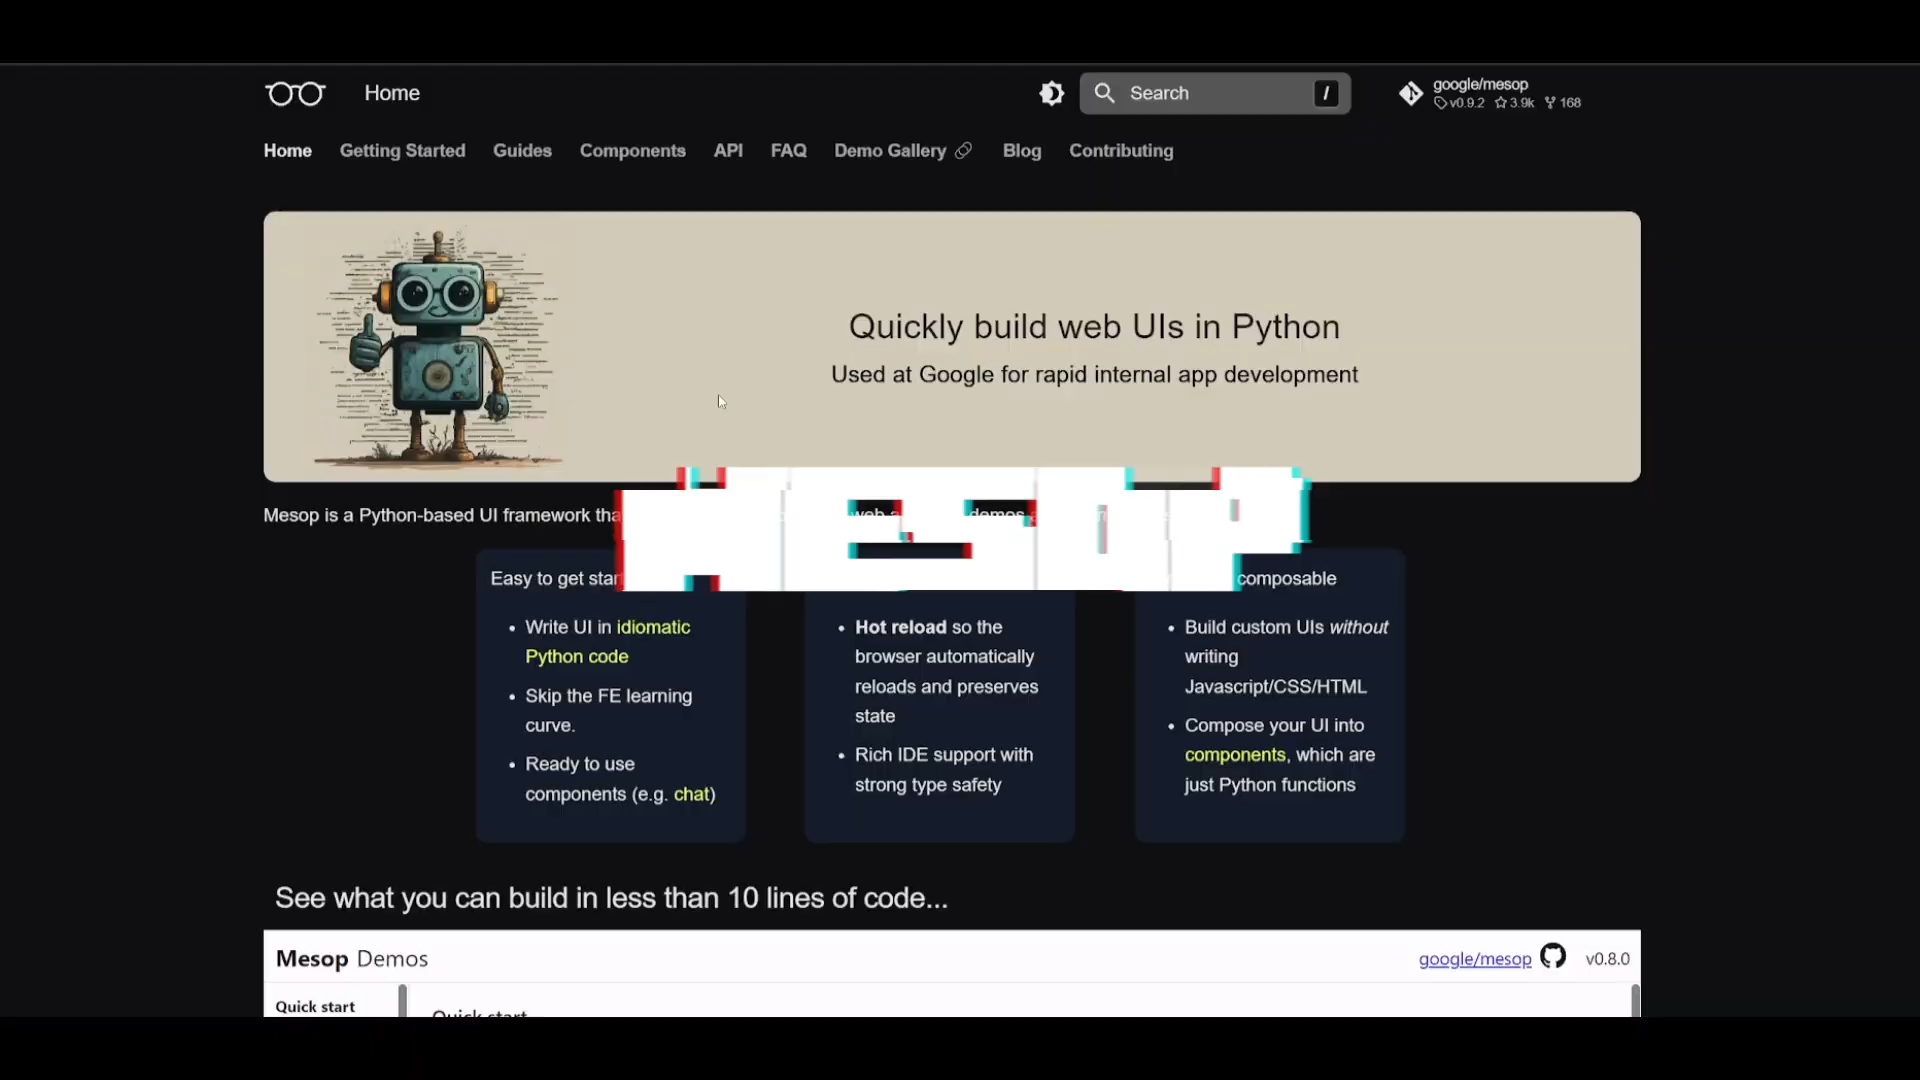 Home
Search /
google/mesop
v0.9.2 3.9k 168
Home Getting Started Guides Components API FAQ Demo Gallery Blog Contributing
Quickly build web UIs in Python
Used at Google for rapid internal app development
MESOP
Mesop is a Python-based UI framework web demos
Easy to get
composable
Write UI in idiomatic
Python code
Skip the FE learning
curve.
Ready to use
components (e.g. chat)
Hot reload so the
browser automatically
reloads and preserves
state
Rich IDE support with
strong type safety
Build custom UIs without
writing
Javascript/CSS/HTML
Compose your UI into
components, which are
just Python functions
See what you can build in less than 10 lines of code...
Mesop Demos
google/mesop v0.8.0
Quick start
Quick start